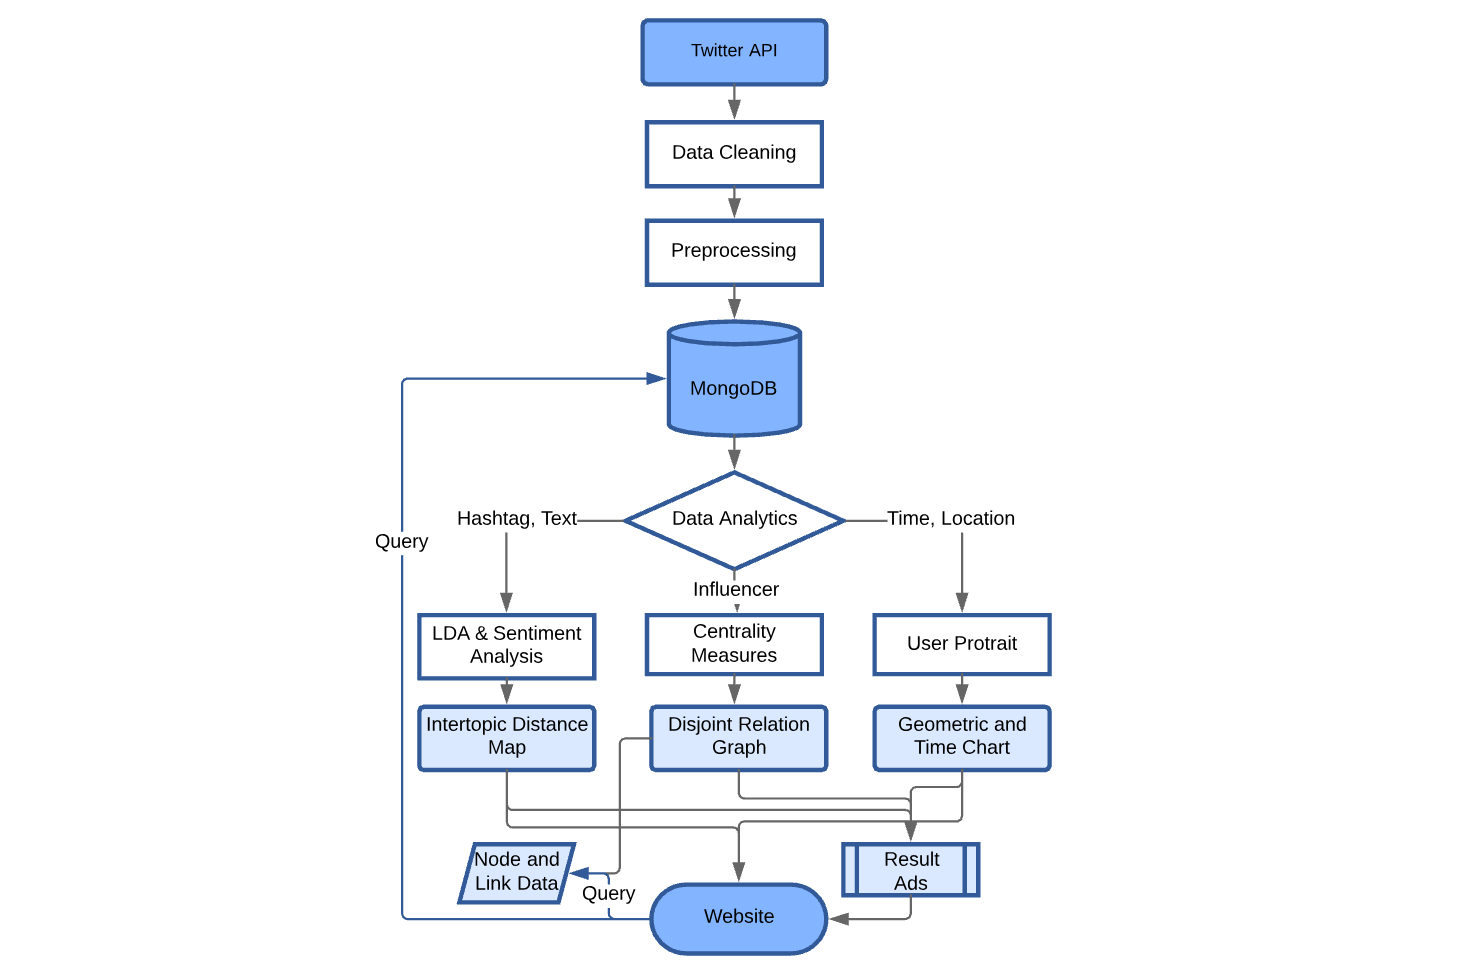 Twitter API
Data Cleaning
Preprocessing
MongoDB
Data Analytics
Hashtag, Text
Time, Location
Query
Influencer
LDA & Sentiment
Analysis
Centrality
Measures
User Protrait
Intertopic Distance
Map
Disjoint Relation
Graph
Geometric and
Time Chart
Node and
Link Data
Query
Result
Ads
Website